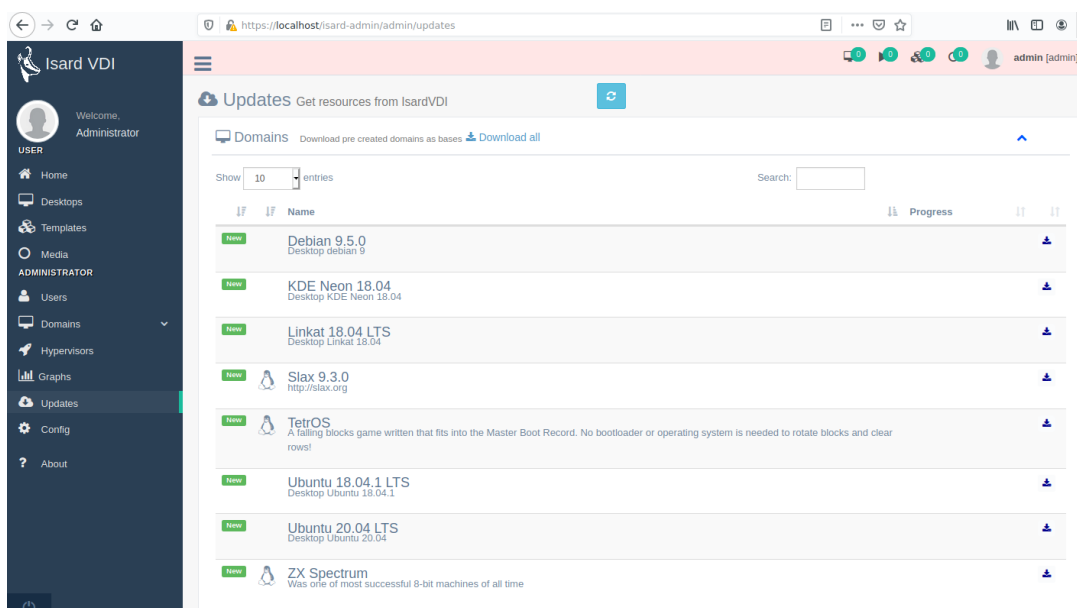 https://localhost/isard-admin/admin/updates
Isard VDI
0 0 0 0 admin [admin]
Welcome,
Administrator
USER
Home
Desktops
Templates
Media
ADMINISTRATOR
Users
Domains
Hypervisors
Graphs
Updates
Config
About
Updates Get resources from IsardVDI
Domains Download pre created domains as bases Download all
Show 10 entries Search:
Name Progress
New Debian 9.5.0
Desktop debian 9
New KDE Neon 18.04
Desktop KDE Neon 18.04
New Linkat 18.04 LTS
Desktop Linkat 18.04
New Slax 9.3.0
http://slax.org
New TetrOS
A falling blocks game written that fits into the Master Boot Record. No bootloader or operating system is needed to rotate blocks and clear
rows!
New Ubuntu 18.04.1 LTS
Desktop Ubuntu 18.04.1
New Ubuntu 20.04 LTS
Desktop Ubuntu 20.04
New ZX Spectrum
Was one of most successful 8-bit machines of all time